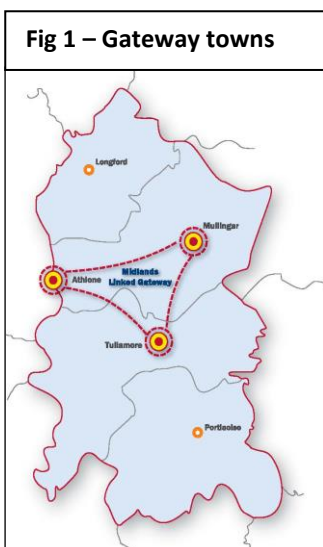 Fig 1 – Gateway towns
Longford
Mullingar
Athlone
Midlands
Linked Gateway
Tullamore
Portlaoise